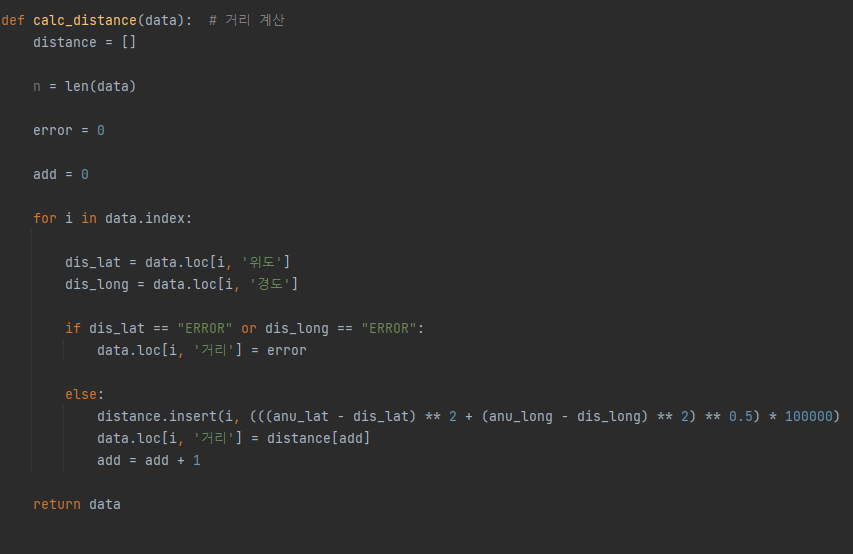 def calc_distance(data):  # 거리 계산
    distance = []
    n = len(data)
    error = 0
    add = 0
    for i in data.index:
        dis_lat = data.loc[i, '위도']
        dis_long = data.loc[i, '경도']
        if dis_lat == "ERROR" or dis_long == "ERROR":
            data.loc[i, '거리'] = error
        else:
            distance.insert(i, (((anu_lat - dis_lat) ** 2 + (anu_long - dis_long) ** 2) ** 0.5) * 100000)
            data.loc[i, '거리'] = distance[add]
            add = add + 1
    return data